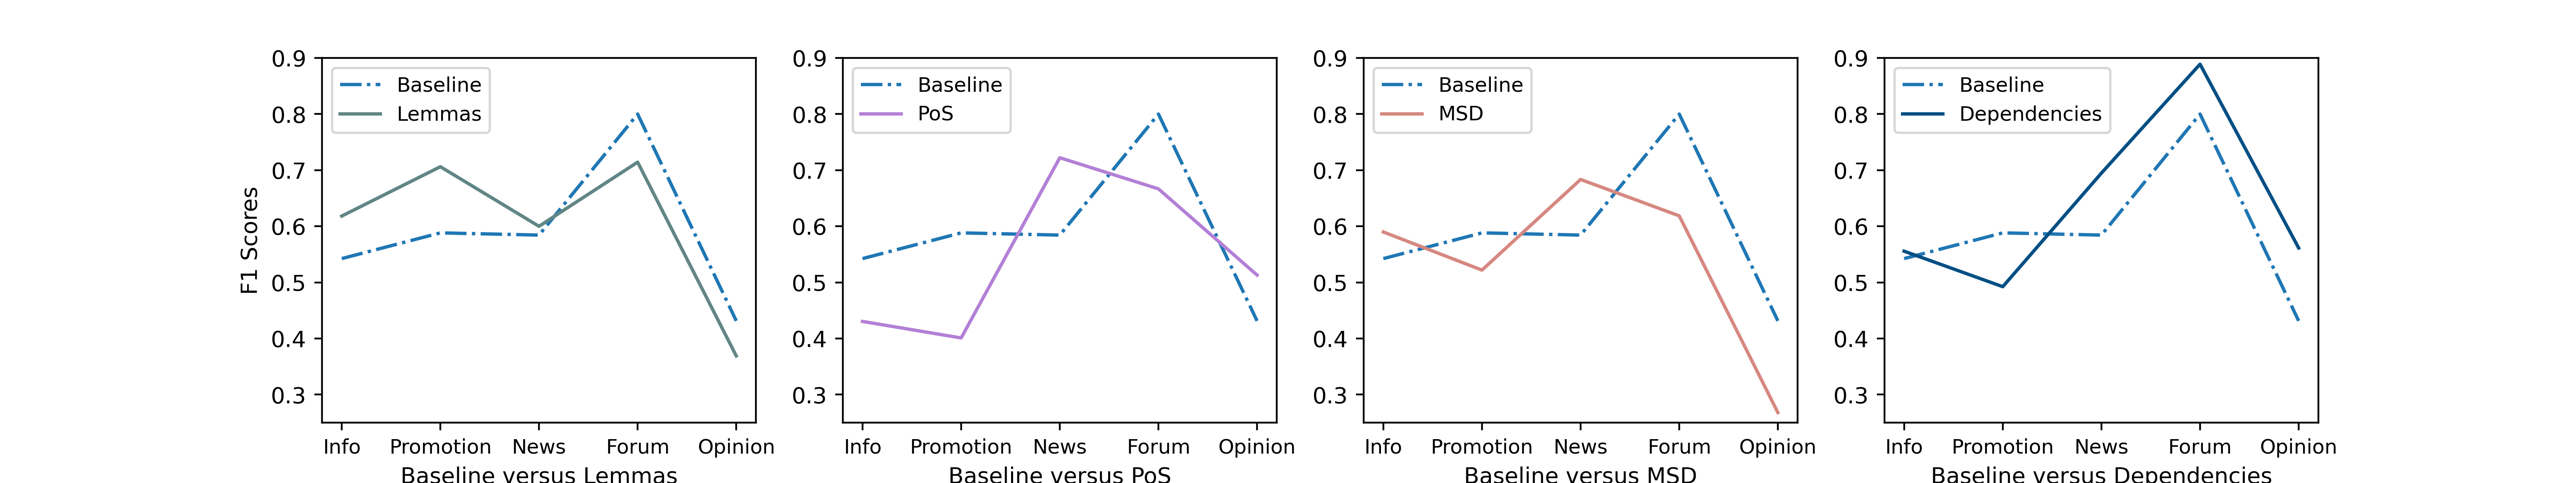 0.9
0.8
0.7
0.6
0.5
0.4
0.3
F1 Scores
Baseline
Lemmas
Info Promotion News Forum Opinion
Baseline versus Lemmas
0.9
0.8
0.7
0.6
0.5
0.4
0.3
Baseline
PoS
Info Promotion News Forum Opinion
Baseline versus PoS
0.9
0.8
0.7
0.6
0.5
0.4
0.3
Baseline
MSD
Info Promotion News Forum Opinion
Baseline versus MSD
0.9
0.8
0.7
0.6
0.5
0.4
0.3
Baseline
Dependencies
Info Promotion News Forum Opinion
Baseline versus Dependencies